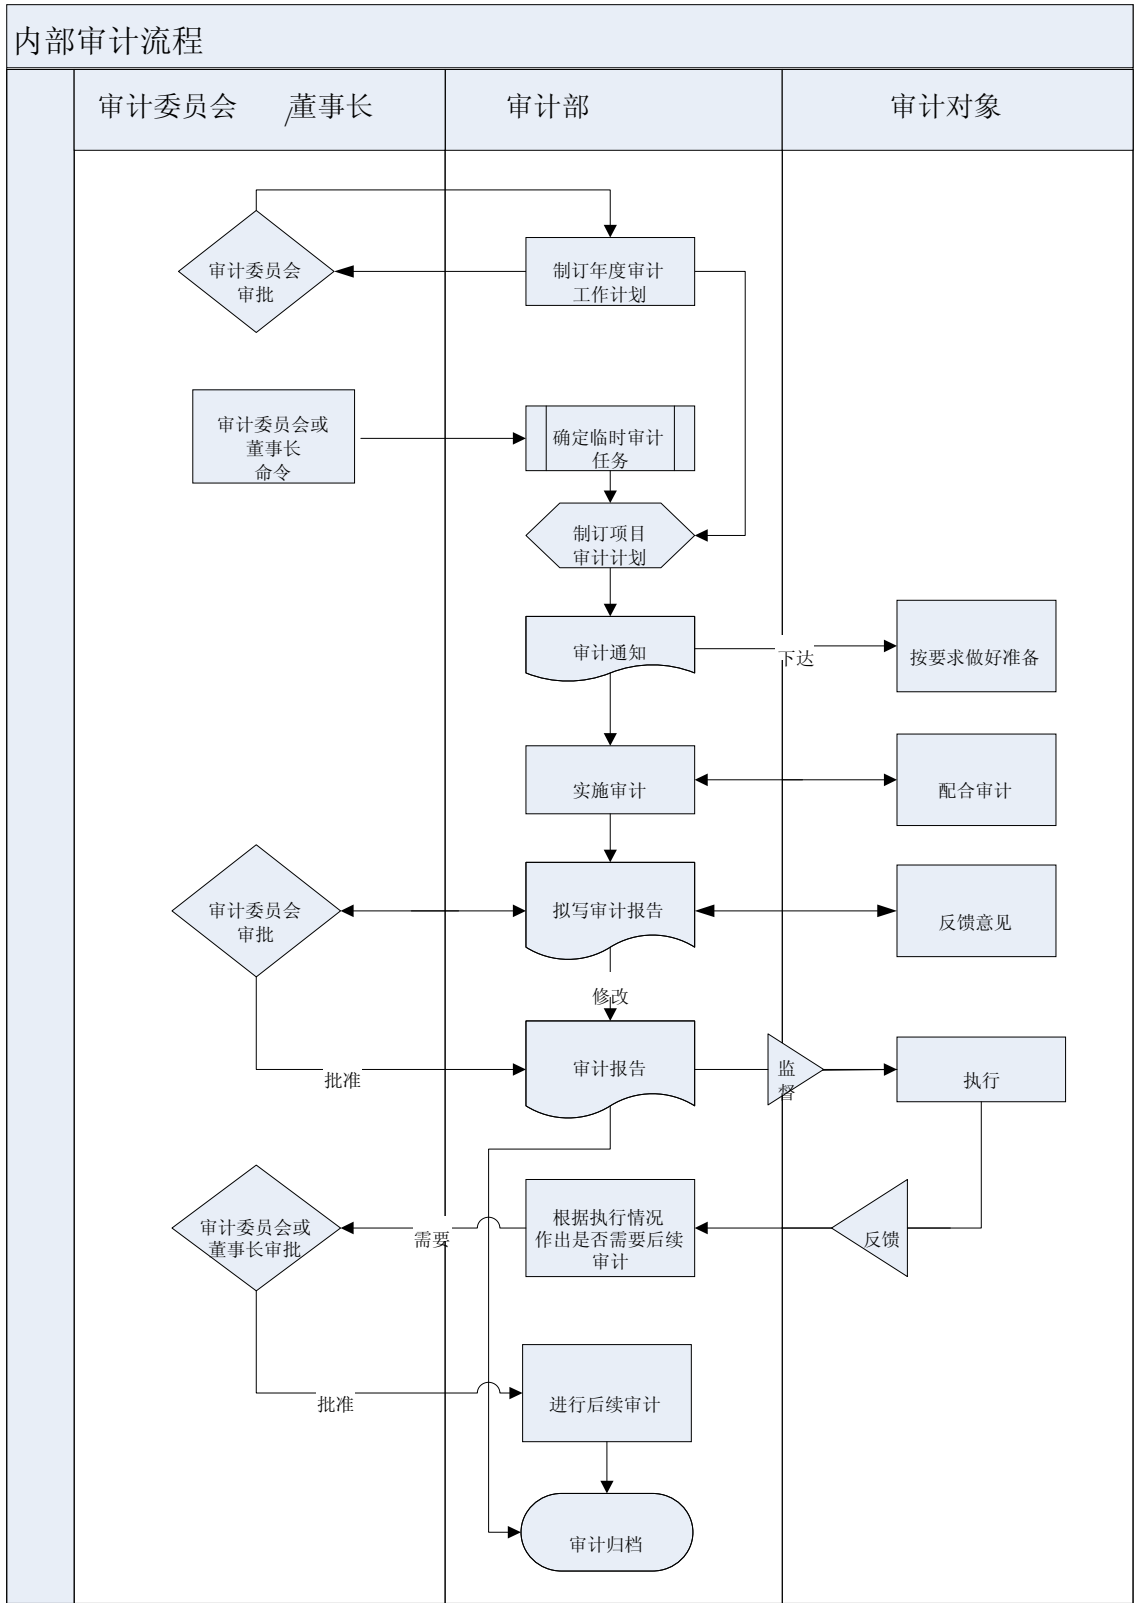 内部审计流程
审计委员会 /董事长
审计部
审计对象
审计委员会
审批
制订年度审计
工作计划
审计委员会或
董事长
命令
确定临时审计
任务
制订项目
审计计划
审计通知
下达
按要求做好准备
实施审计
配合审计
审计委员会
审批
拟写审计报告
反馈意见
修改
批准
审计报告
监
督
执行
审计委员会或
董事长审批
需要
根据执行情况
作出是否需要后续
审计
反馈
批准
进行后续审计
审计归档